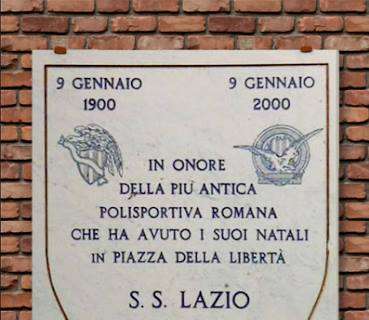 9 GENNAIO 9 GENNAIO
1900 2000
IN ONORE
DELLA PIÙ ANTICA
POLISPORTIVA ROMANA
CHE HA AVUTO I SUOI NATALI
IN PIAZZA DELLA LIBERTÀ
S. S. LAZIO